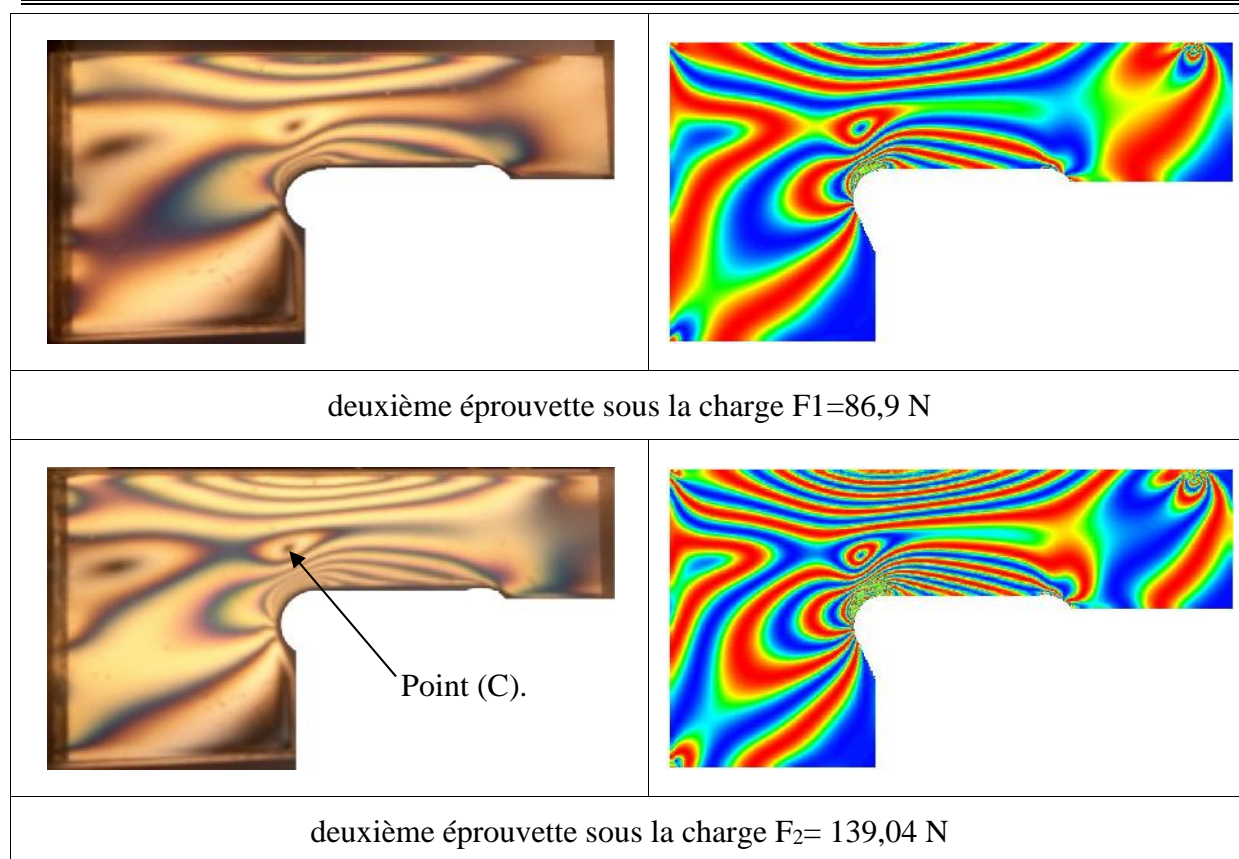 deuxième éprouvette sous la charge F1=86,9 N
Point (C).
deuxième éprouvette sous la charge F₂= 139,04 N